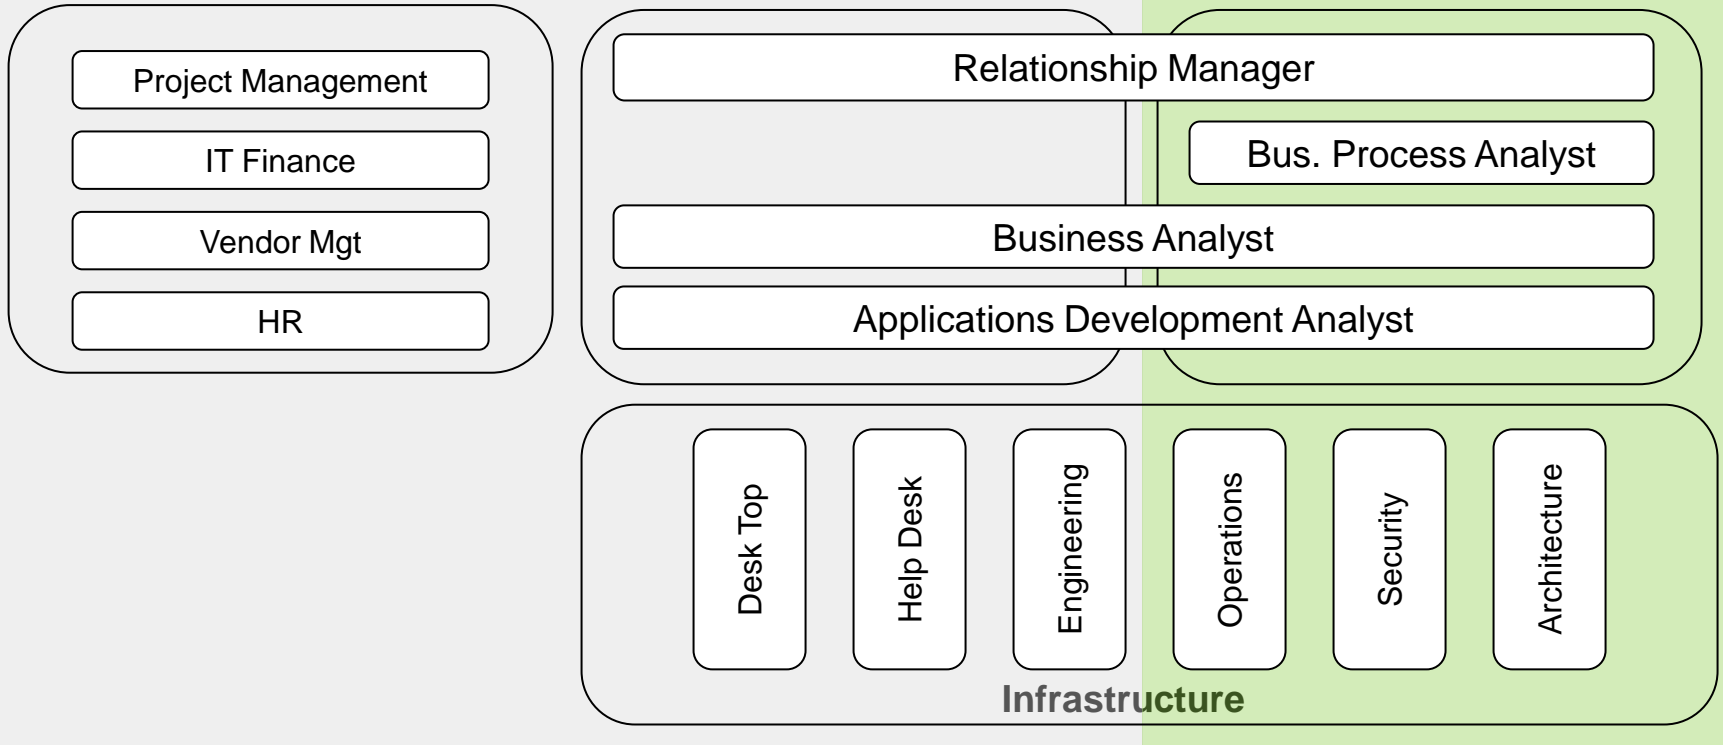 Project Management
IT Finance
Vendor Mgt
HR
Relationship Manager
Bus. Process Analyst
Business Analyst
Applications Development Analyst
Desk Top
Help Desk
Engineering
Operations
Security
Architecture
Infrastructure